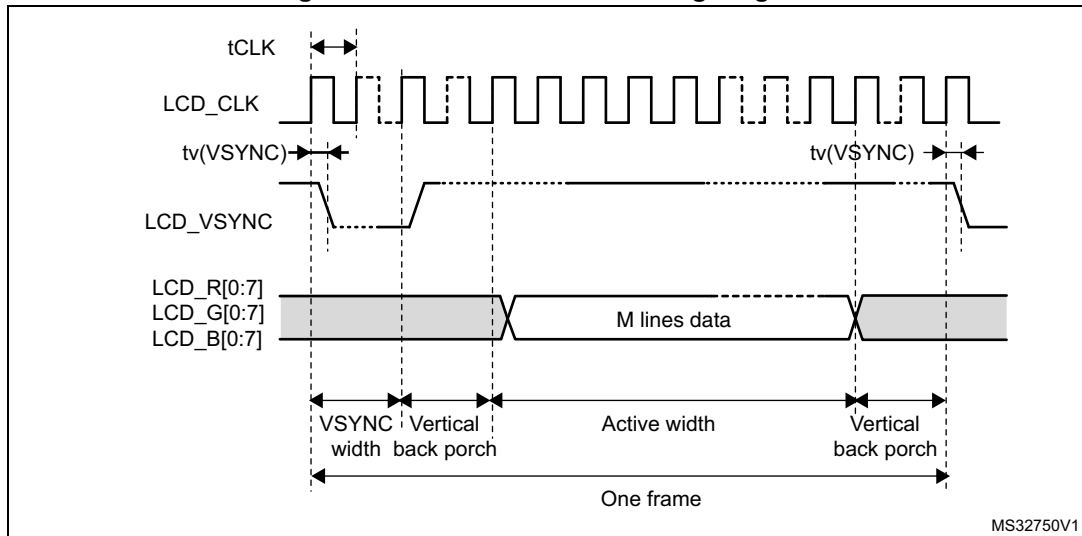 tCLK
LCD_CLK
tv(VSYNC)
tv(VSYNC)
LCD_VSYNC
LCD_R[0:7]
LCD_G[0:7]
LCD_B[0:7]
M lines data
VSYNC width
Vertical back porch
Active width
Vertical back porch
One frame
MS32750V1